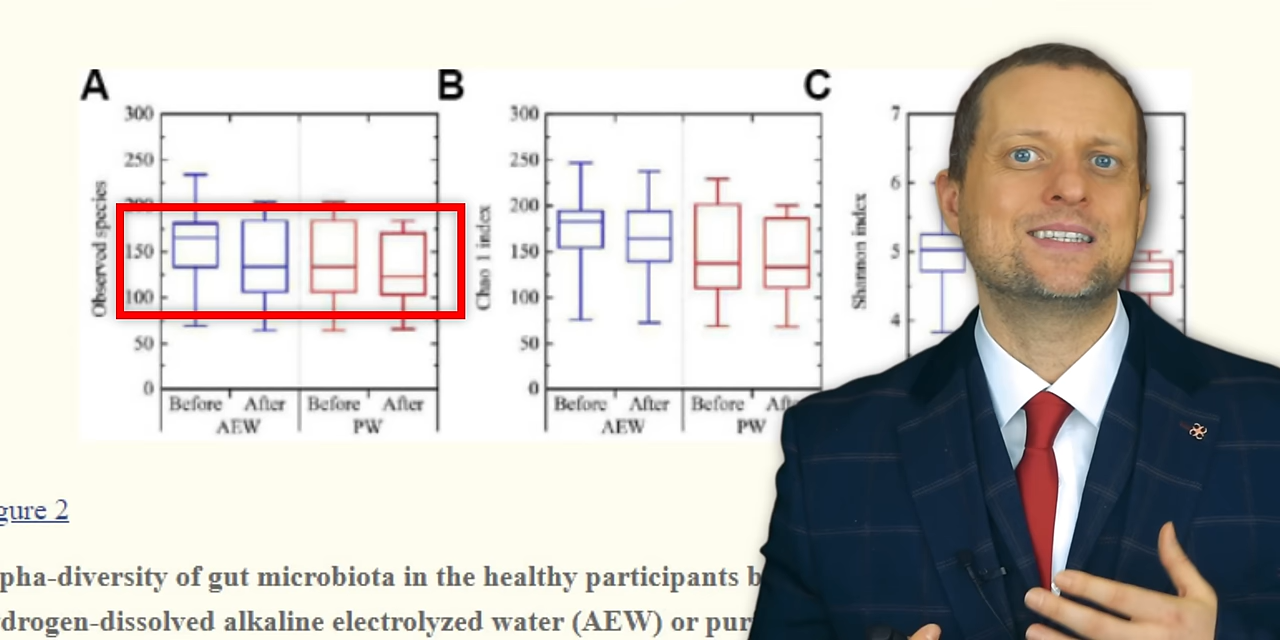 A
B
C
300
250
200
150
100
50
0
Observed species
Before After Before After
AEW PW
300
250
200
150
100
50
0
Chao 1 index
Before After Before
AEW PW
7
6
5
4
Shannon index
gure 2
pha-diversity of gut microbiota in the healthy participants b
drogen-dissolved alkaline electrolyzed water (AEW) or pur